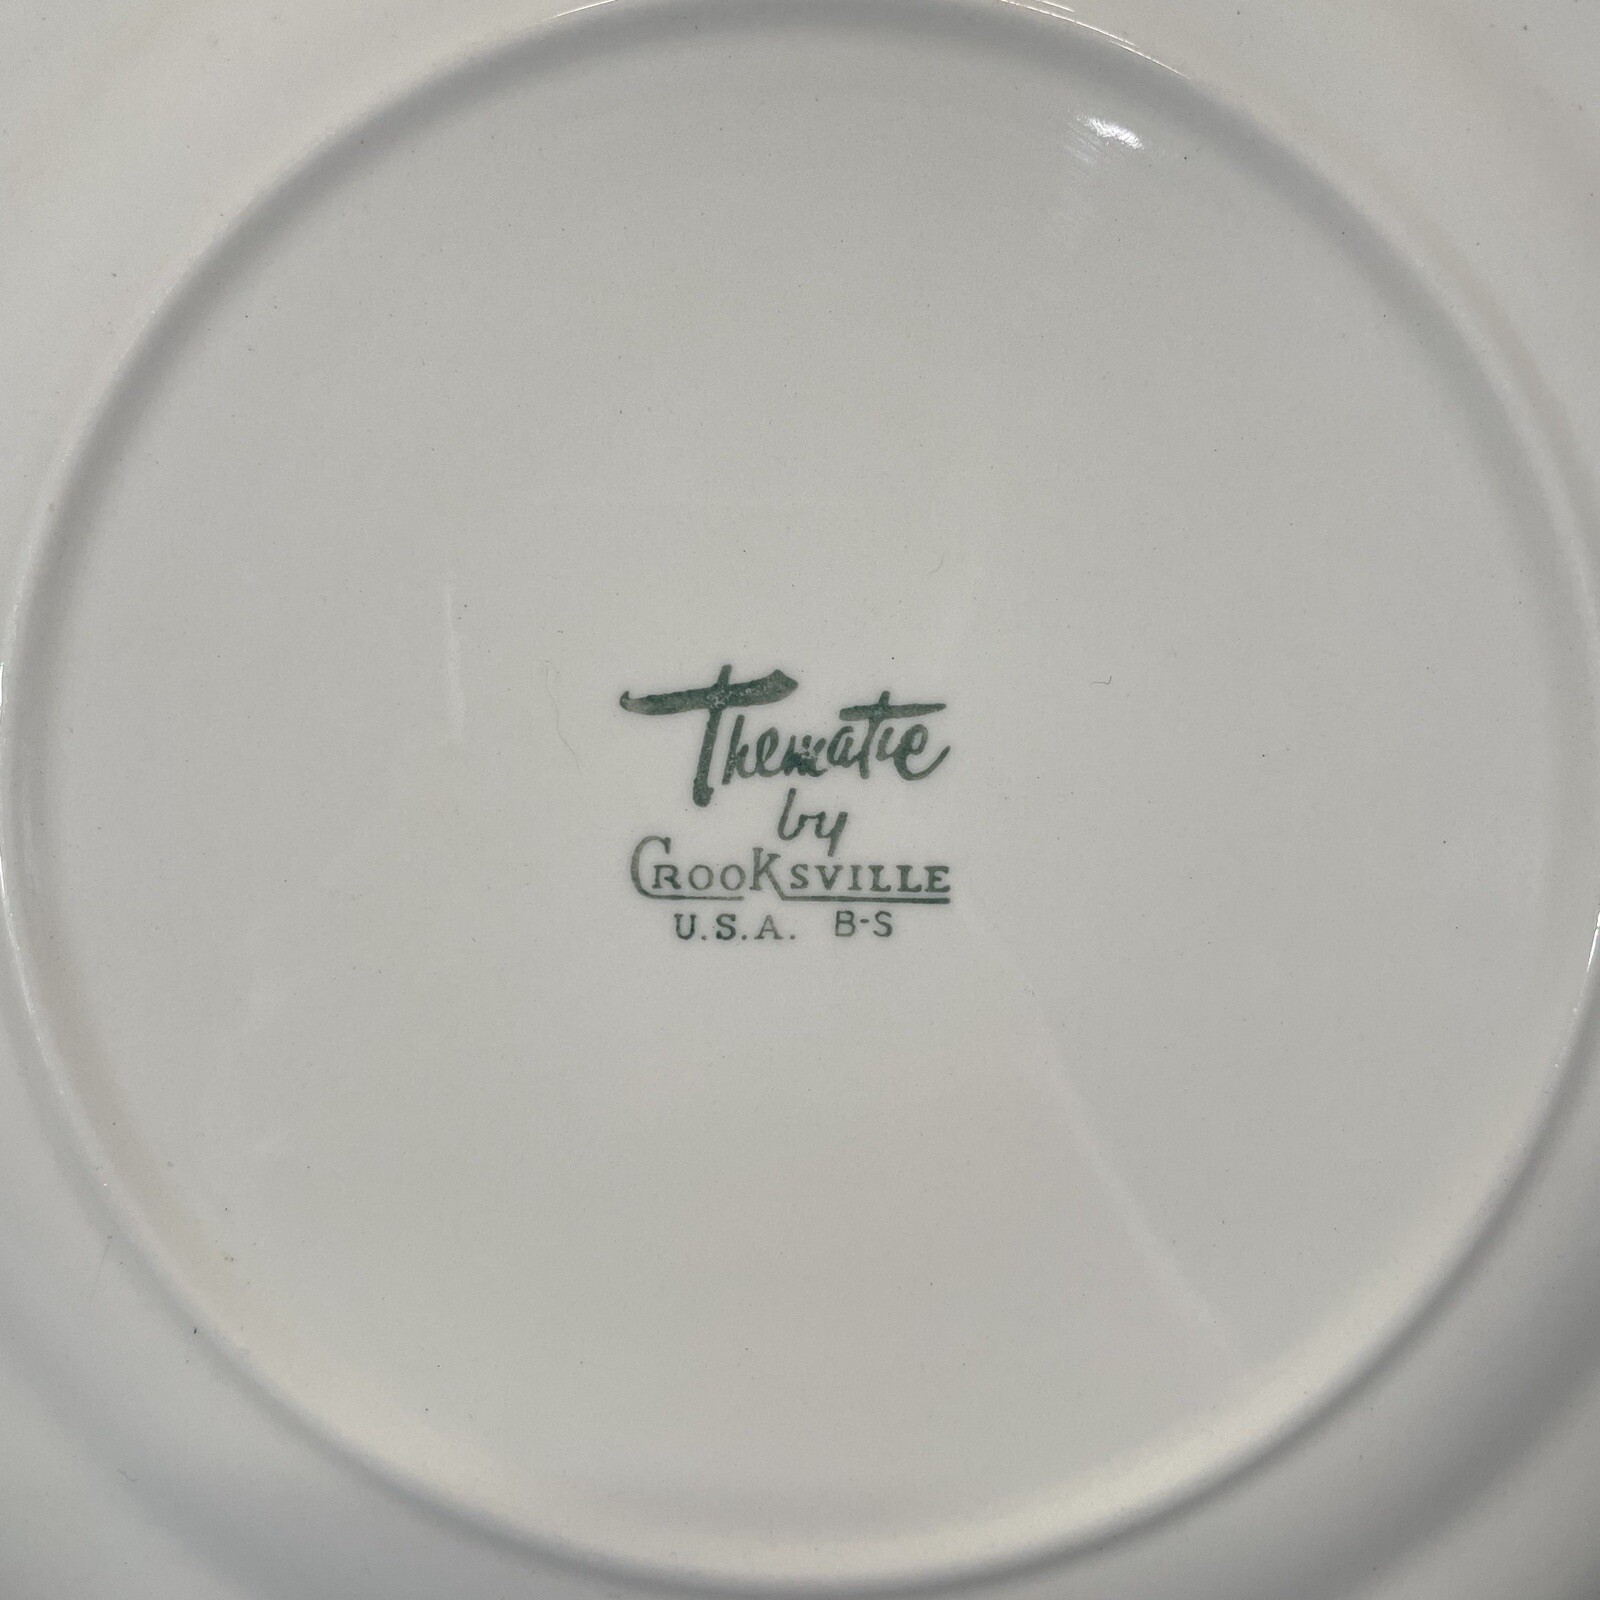 Thematic
by
CROOKSVILLE
U.S.A. B-S